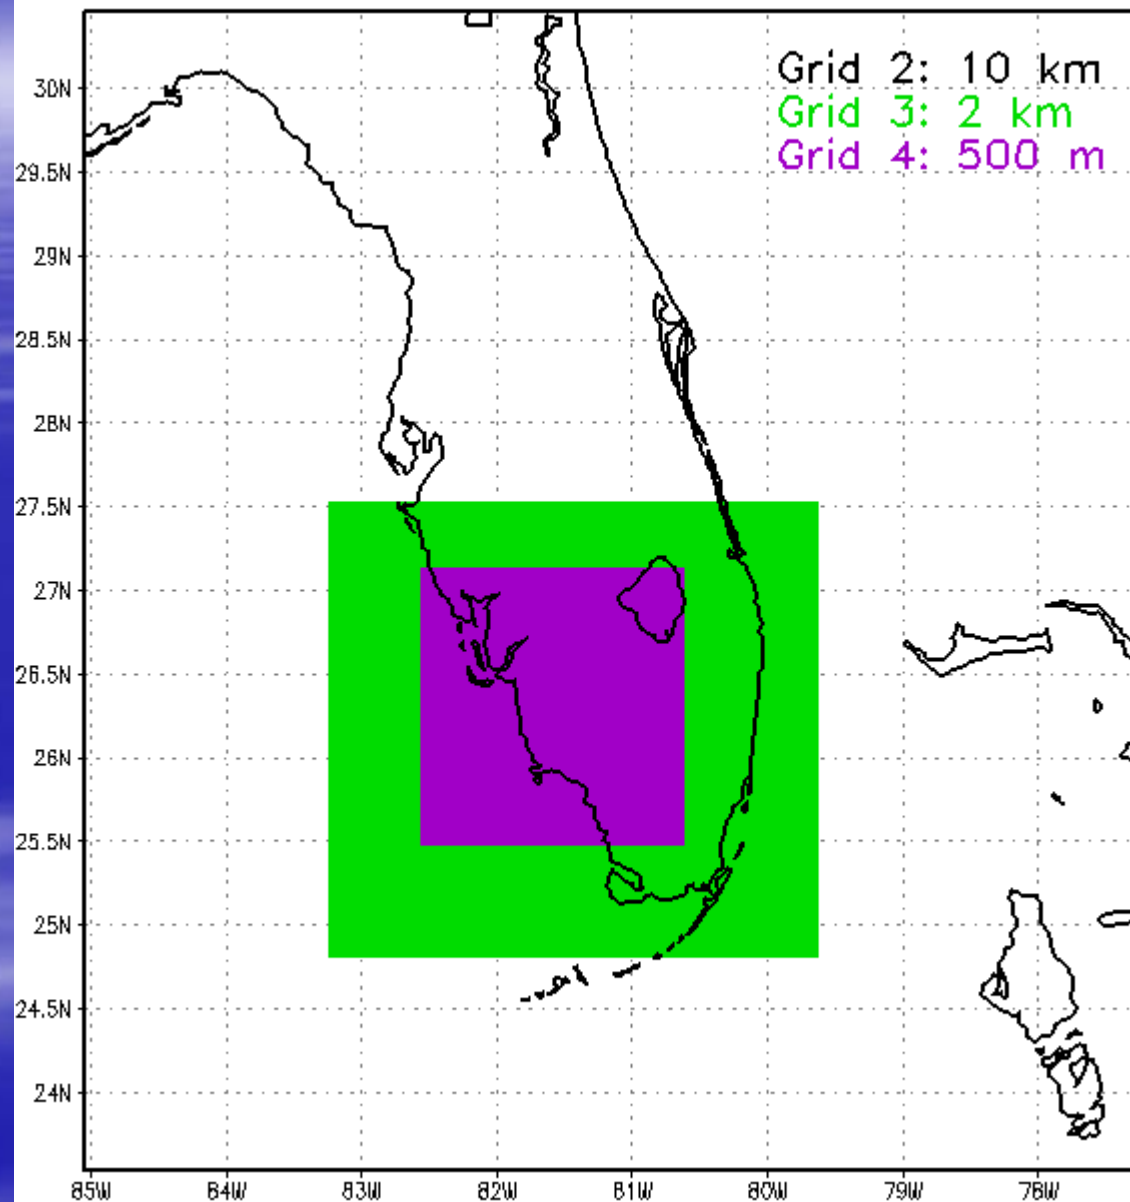 Grid 2: 10 km
Grid 3: 2 km
Grid 4: 500 m
30N
29.5N
29N
28.5N
28N
27.5N
27N
26.5N
26N
25.5N
25N
24.5N
24N
85W 84W 83W 82W 81W 80W 79W 78W